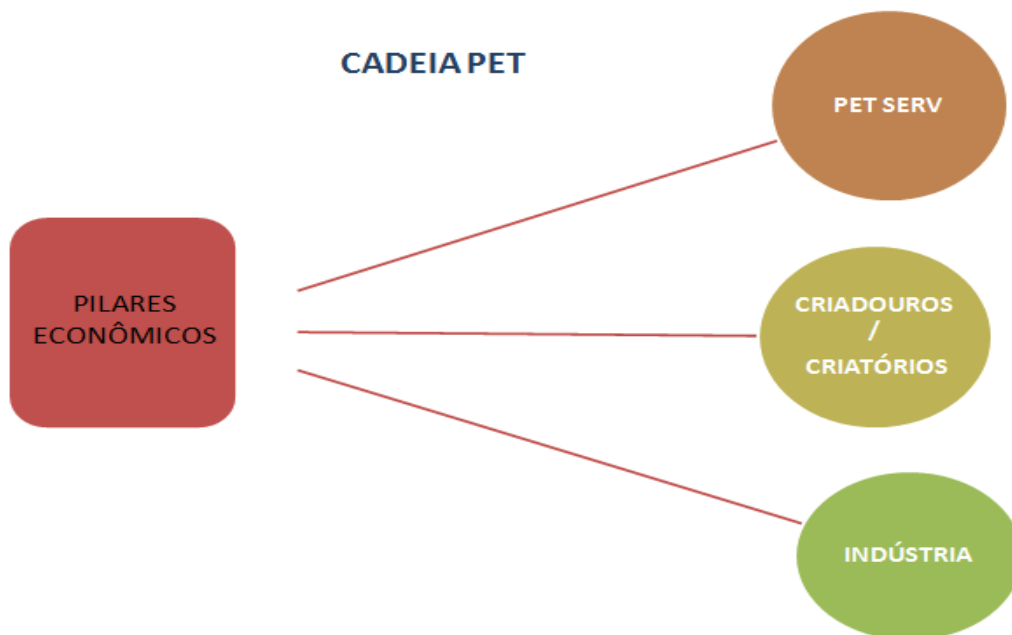 CADEIA PET
PET SERV
PILARES
ECONÔMICOS
CRIADOUROS
/
CRIATÓRIOS
INDÚSTRIA